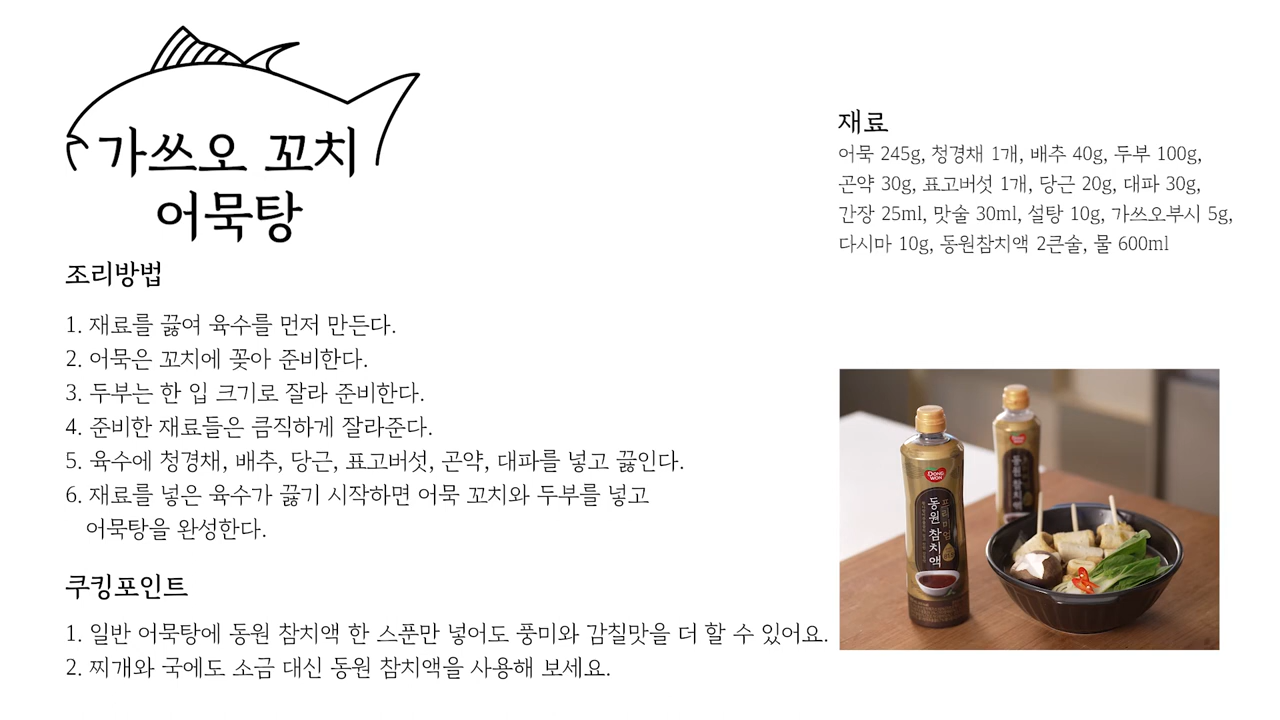 가쓰오 꼬치
어묵탕
조리방법
1. 재료를 끓여 육수를 먼저 만든다.
2. 어묵은 꼬치에 꽂아 준비한다.
3. 두부는 한 입 크기로 잘라 준비한다.
4. 준비한 재료들은 큼직하게 잘라준다.
5. 육수에 청경채, 배추, 당근, 표고버섯, 곤약, 대파를 넣고 끓인다.
6. 재료를 넣은 육수가 끓기 시작하면 어묵 꼬치와 두부를 넣고
어묵탕을 완성한다.
쿠킹포인트
1. 일반 어묵탕에 동원 참치액 한 스푼만 넣어도 풍미와 감칠맛을 더 할 수 있어요.
2. 찌개와 국에도 소금 대신 동원 참치액을 사용해 보세요.
재료
어묵 245g, 청경채 1개, 배추 40g, 두부 100g,
곤약 30g, 표고버섯 1개, 당근 20g, 대파 30g,
간장 25ml, 맛술 30ml, 설탕 10g, 가쓰오부시 5g,
다시마 10g, 동원참치액 2큰술, 물 600ml
DONG
WON
프리미엄
동원 참치액
동원 참치액